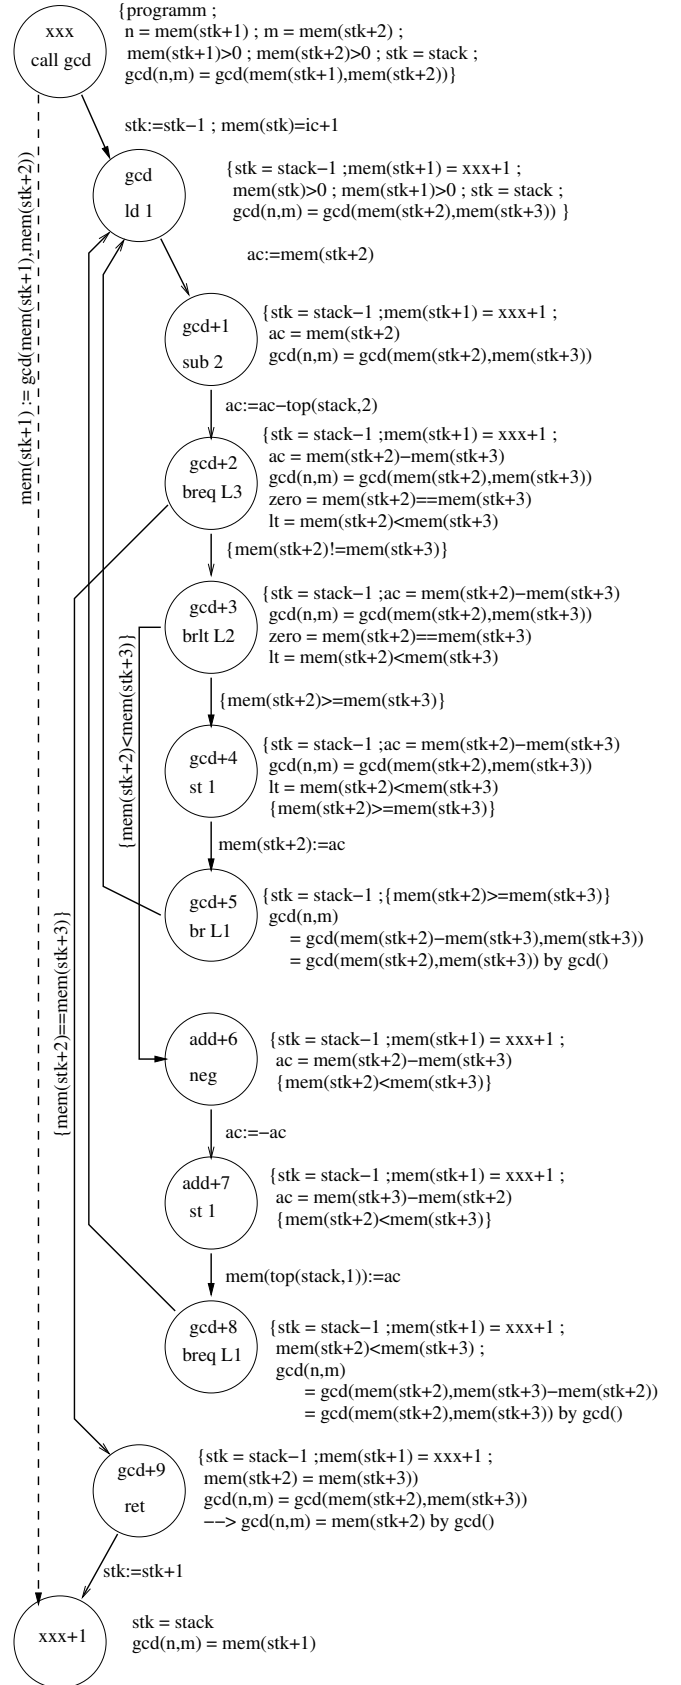 {programm ;
xxx
n = mem(stk+1) ; m = mem(stk+2) ;
call gcd
mem(stk+1)>0 ; mem(stk+2)>0 ; stk = stack ;
gcd(n,m) = gcd(mem(stk+1),mem(stk+2))}
stk:=stk−1 ; mem(stk)=ic+1
mem(stk+1) := gcd(mem(stk+1),mem(stk+2))
gcd
ld 1
{stk = stack−1 ;mem(stk+1) = xxx+1 ;
mem(stk)>0 ; mem(stk+1)>0 ; stk = stack ;
gcd(n,m) = gcd(mem(stk+2),mem(stk+3)) }
ac:=mem(stk+2)
gcd+1
sub 2
{stk = stack−1 ;mem(stk+1) = xxx+1 ;
ac = mem(stk+2)
gcd(n,m) = gcd(mem(stk+2),mem(stk+3))
ac:=ac−top(stack,2)
gcd+2
breq L3
{stk = stack−1 ;mem(stk+1) = xxx+1 ;
ac = mem(stk+2)−mem(stk+3)
gcd(n,m) = gcd(mem(stk+2),mem(stk+3))
zero = mem(stk+2)==mem(stk+3)
lt = mem(stk+2)<mem(stk+3)
{mem(stk+2)!=mem(stk+3)}
gcd+3
brlt L2
{stk = stack−1 ;ac = mem(stk+2)−mem(stk+3)
gcd(n,m) = gcd(mem(stk+2),mem(stk+3))
zero = mem(stk+2)==mem(stk+3)
lt = mem(stk+2)<mem(stk+3)
{mem(stk+2)<mem(stk+3)}
{mem(stk+2)>=mem(stk+3)}
gcd+4
st 1
{stk = stack−1 ;ac = mem(stk+2)−mem(stk+3)
gcd(n,m) = gcd(mem(stk+2),mem(stk+3))
lt = mem(stk+2)<mem(stk+3)
{mem(stk+2)>=mem(stk+3)}
mem(stk+2):=ac
gcd+5
br L1
{stk = stack−1 ;{mem(stk+2)>=mem(stk+3)}
gcd(n,m)
= gcd(mem(stk+2)−mem(stk+3),mem(stk+3))
= gcd(mem(stk+2),mem(stk+3)) by gcd()
{mem(stk+2)==mem(stk+3)}
add+6
neg
{stk = stack−1 ;mem(stk+1) = xxx+1 ;
ac = mem(stk+2)−mem(stk+3)
{mem(stk+2)<mem(stk+3)}
ac:=−ac
add+7
st 1
{stk = stack−1 ;mem(stk+1) = xxx+1 ;
ac = mem(stk+3)−mem(stk+2)
{mem(stk+2)<mem(stk+3)}
mem(top(stack,1)):=ac
gcd+8
breq L1
{stk = stack−1 ;mem(stk+1) = xxx+1 ;
mem(stk+2)<mem(stk+3) ;
gcd(n,m)
= gcd(mem(stk+2),mem(stk+3)−mem(stk+2))
= gcd(mem(stk+2),mem(stk+3)) by gcd()
gcd+9
ret
{stk = stack−1 ;mem(stk+1) = xxx+1 ;
mem(stk+2) = mem(stk+3))
gcd(n,m) = gcd(mem(stk+2),mem(stk+3))
−−> gcd(n,m) = mem(stk+2) by gcd()
stk:=stk+1
xxx+1
stk = stack
gcd(n,m) = mem(stk+1)